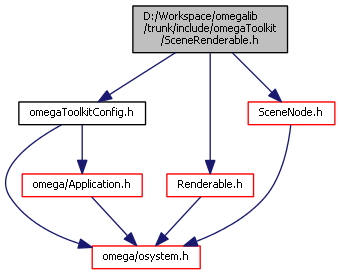 D:/Workspace/omegalib
/trunk/include/omegaToolkit
/SceneRenderable.h
omegaToolkitConfig.h
SceneNode.h
omega/Application.h
Renderable.h
omega/osystem.h